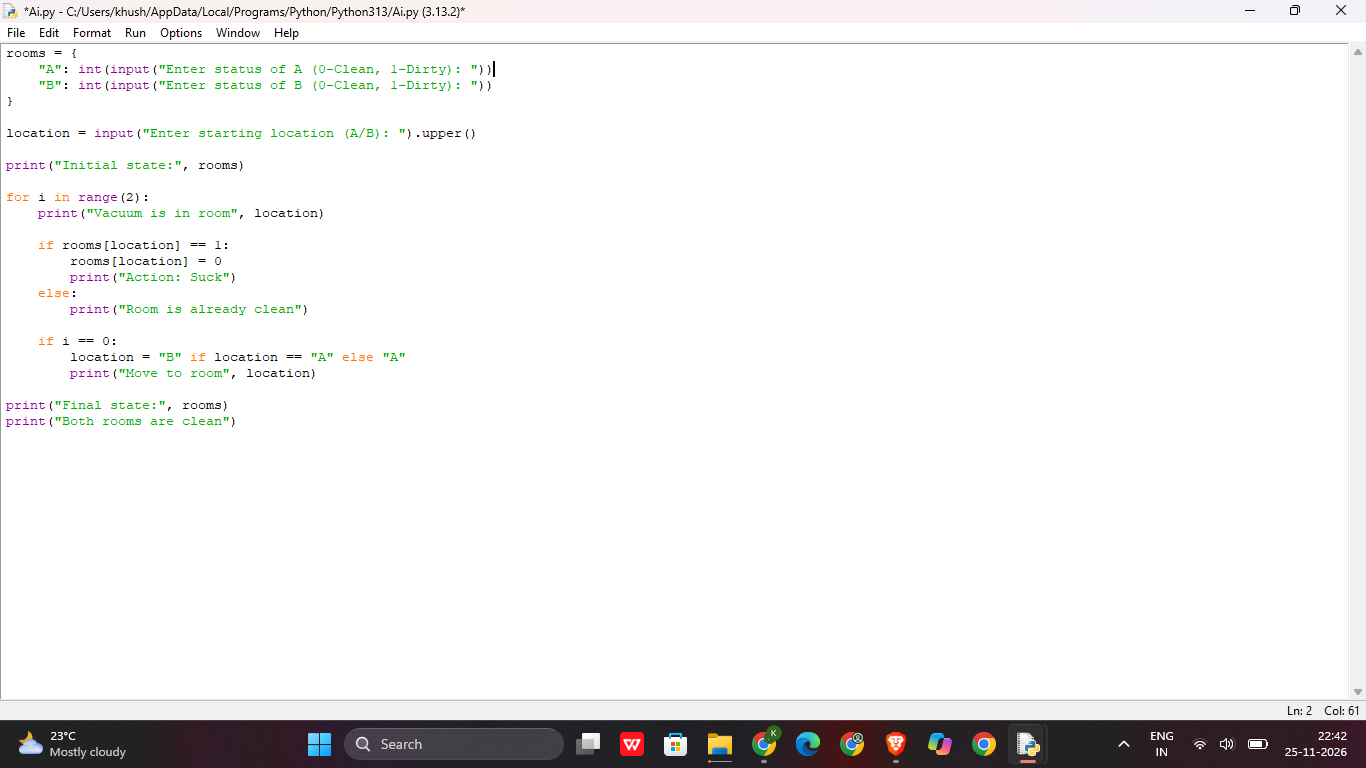 *Ai.py - C:/Users/khush/AppData/Local/Programs/Python/Python313/Ai.py (3.13.2)*
File Edit Format Run Options Window Help
rooms = {
    "A": int(input("Enter status of A (0-Clean, 1-Dirty): "))
    "B": int(input("Enter status of B (0-Clean, 1-Dirty): "))
}

location = input("Enter starting location (A/B): ").upper()

print("Initial state:", rooms)

for i in range(2):
    print("Vacuum is in room", location)

    if rooms[location] == 1:
        rooms[location] = 0
        print("Action: Suck")
    else:
        print("Room is already clean")

    if i == 0:
        location = "B" if location == "A" else "A"
        print("Move to room", location)

print("Final state:", rooms)
print("Both rooms are clean")
Ln: 2 Col: 61
23°C
Mostly cloudy
Search
W
K
ENG
IN
22:42
25-11-2026